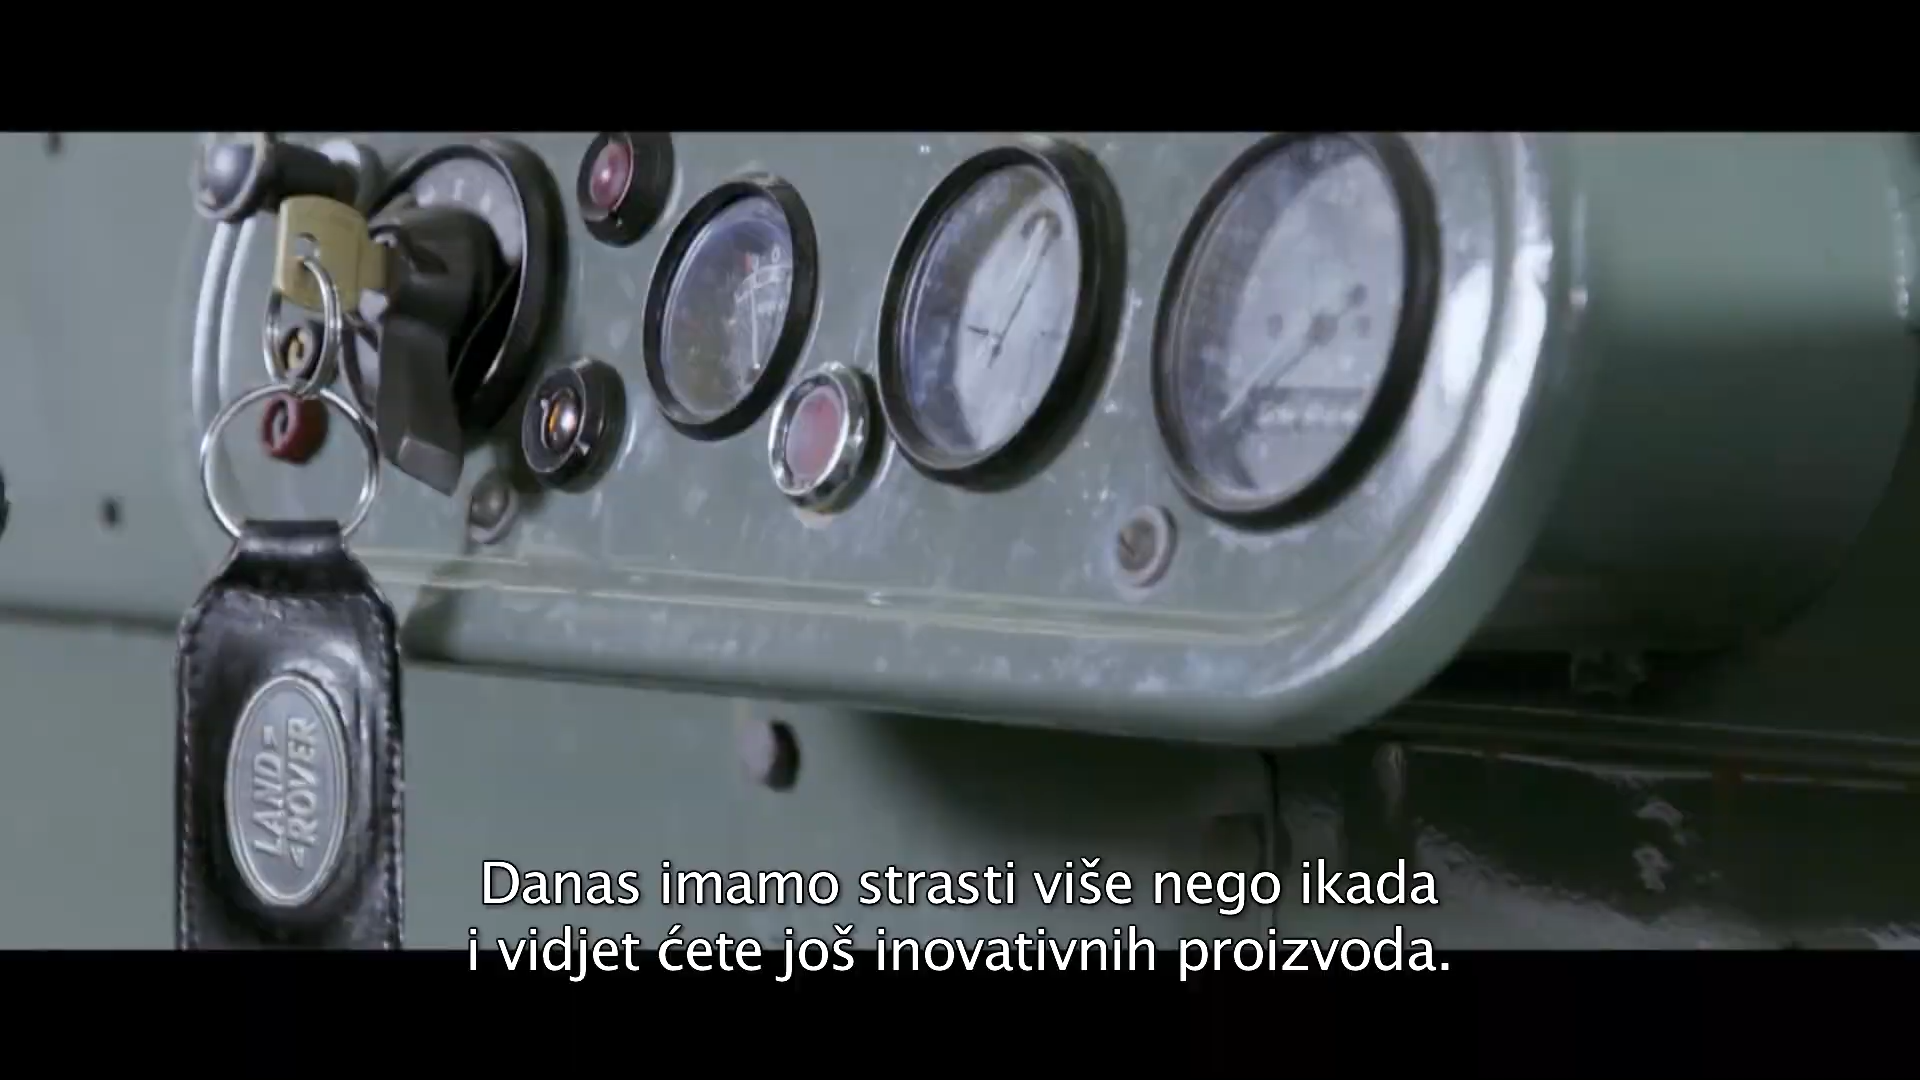 LAND
ROVER
Danas imamo strasti više nego ikada
i vidjet ćete još inovativnih proizvoda.